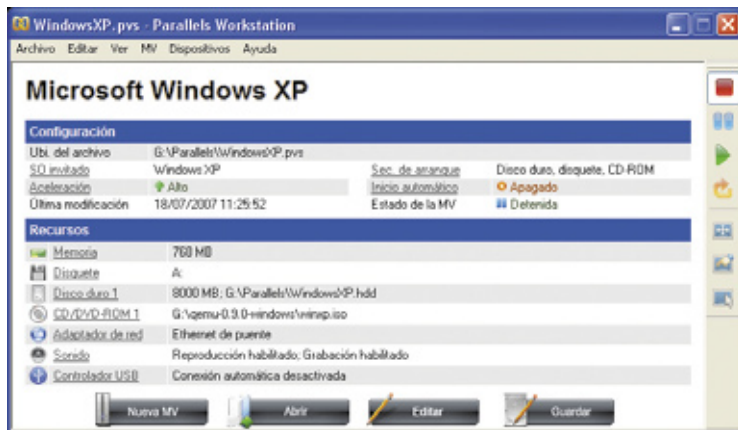 WindowsXP.pvs - Parallels Workstation
Archivo Editar Ver MV Dispositivos Ayuda
Microsoft Windows XP
Configuración
Ubi. del archivo G:\Parallels\WindowsXP.pvs
SO invitado Windows XP Sec. de arranque Disco duro, disquete, CD-ROM
Aceleración Alto Inicio automático Apagado
Última modificación 18/07/2007 11:25:52 Estado de la MV Detenida
Recursos
Memoria 768 MB
Disquete A:
Disco duro 1 8000 MB; G:\Parallels\WindowsXP.hdd
CD/DVD-ROM 1 G:\qemu-0.9.0-windows\winxp.iso
Adaptador de red Ethernet de puente
Sonido Reproducción habilitado; Grabación habilitado
Controlador USB Conexión automática desactivada
Nueva MV Abrir Editar Guardar